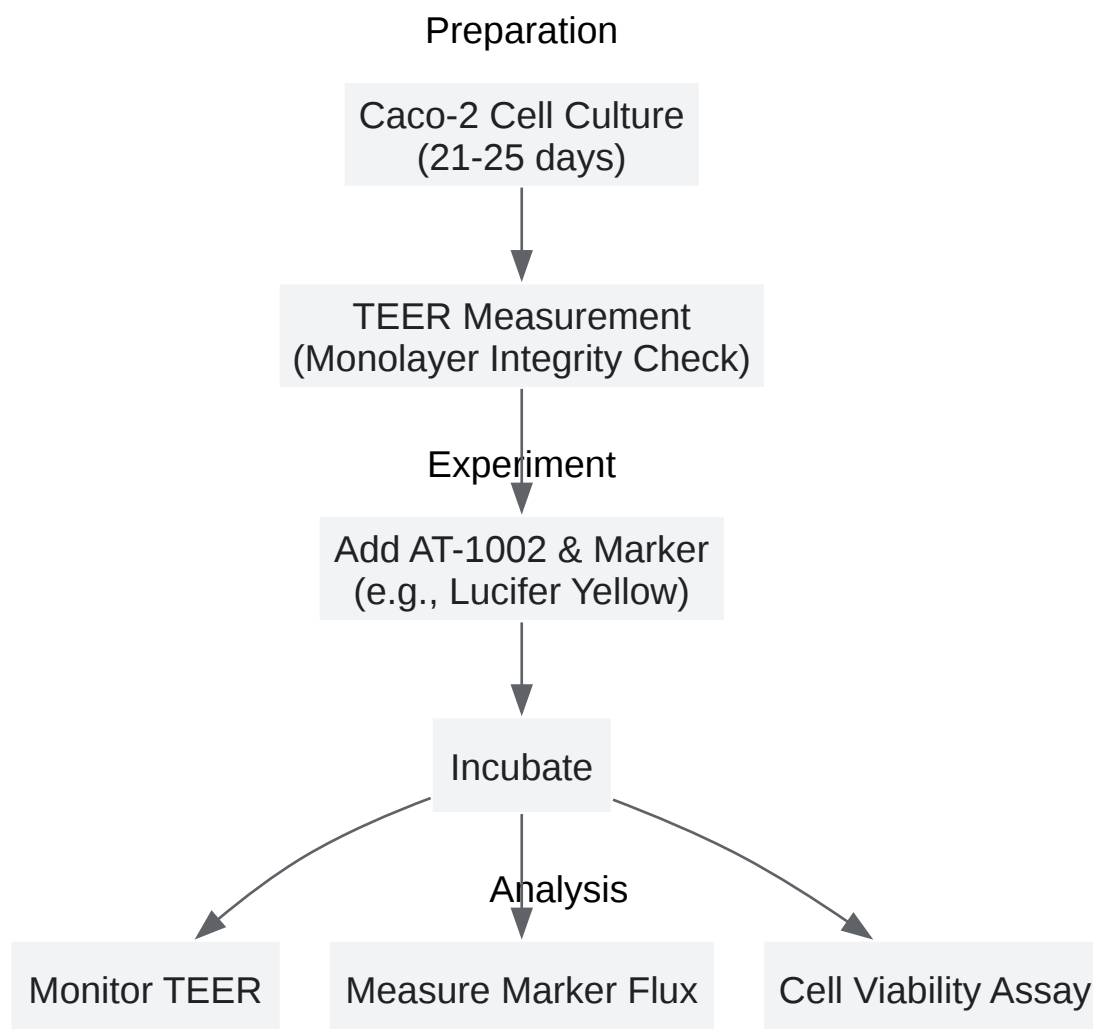 Preparation
Caco-2 Cell Culture
(21-25 days)
TEER Measurement
(Monolayer Integrity Check)
Experiment
Add AT-1002 & Marker
(e.g., Lucifer Yellow)
Incubate
Analysis
Monitor TEER
Measure Marker Flux
Cell Viability Assay